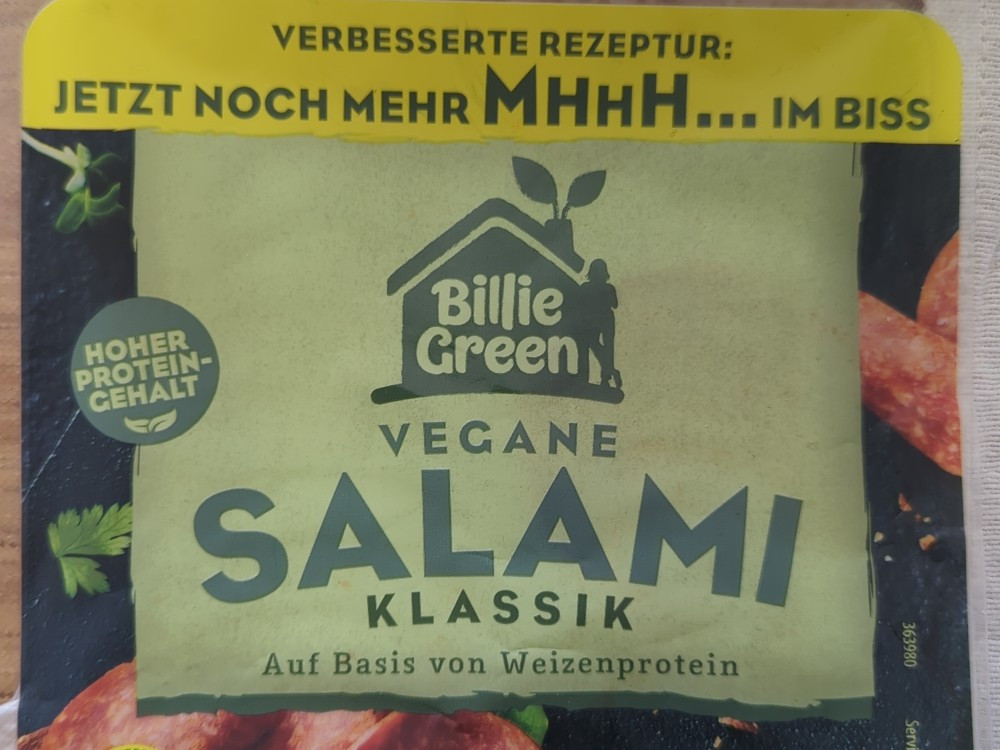 VERBESSERTE REZEPTUR:
JETZT NOCH MEHR MHHHH... IM BISS
Billie
Green
HOHER
PROTEIN-
GEHALT
VEGANE
SALAMI
KLASSIK
Auf Basis von Weizenprotein
363980